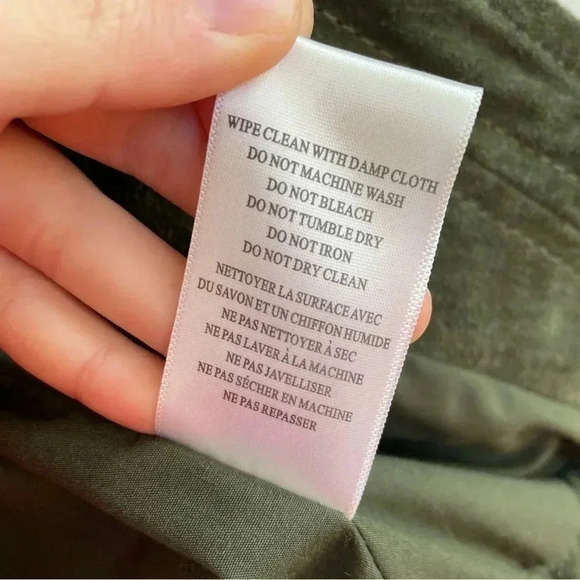 WIPE CLEAN WITH DAMP CLOTH
DO NOT MACHINE WASH
DO NOT BLEACH
DO NOT TUMBLE DRY
DO NOT IRON
DO NOT DRY CLEAN
NETTOYER LA SURFACE AVEC
DU SAVON ET UN CHIFFON HUMIDE
NE PAS NETTOYER À SEC
NE PAS LAVER À LA MACHINE
NE PAS JAVELLISER
NE PAS SÉCHER EN MACHINE
NE PAS REPASSER